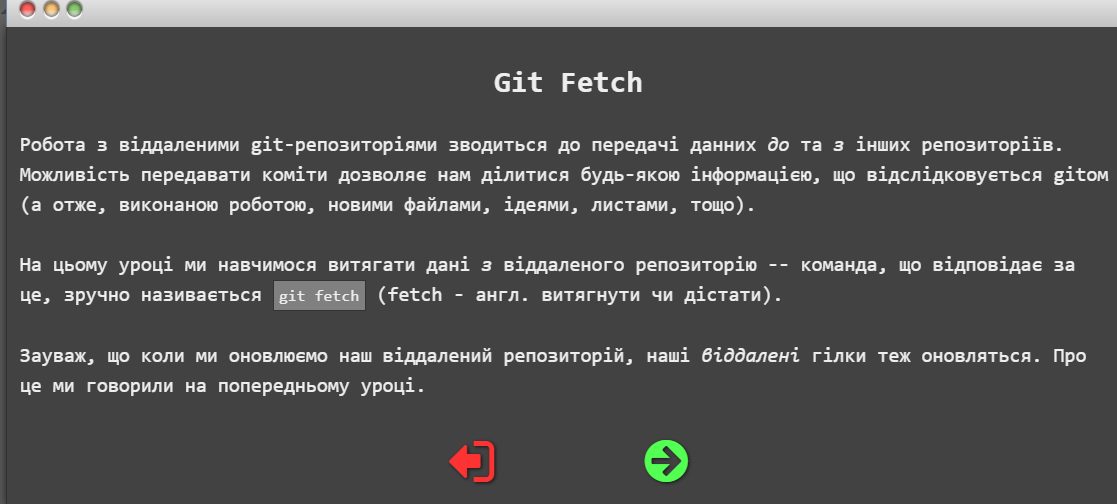 Git Fetch
Робота з віддаленими git-репозиторіями зводиться до передачі данних до та з інших репозиторіїв.
Можливість передавати коміти дозволяє нам ділитися будь-якою інформацією, що відслідковується gitом
(а отже, виконаною роботою, новими файлами, ідеями, листами, тощо).
На цьому уроці ми навчимося витягати дані з віддаленого репозиторію -- команда, що відповідає за
це, зручно називається git fetch (fetch - англ. витягнути чи дістати).
Зауваж, що коли ми оновлюємо наш віддалений репозиторій, наші віддалені гілки теж оновляться. Про
це ми говорили на попередньому уроці.